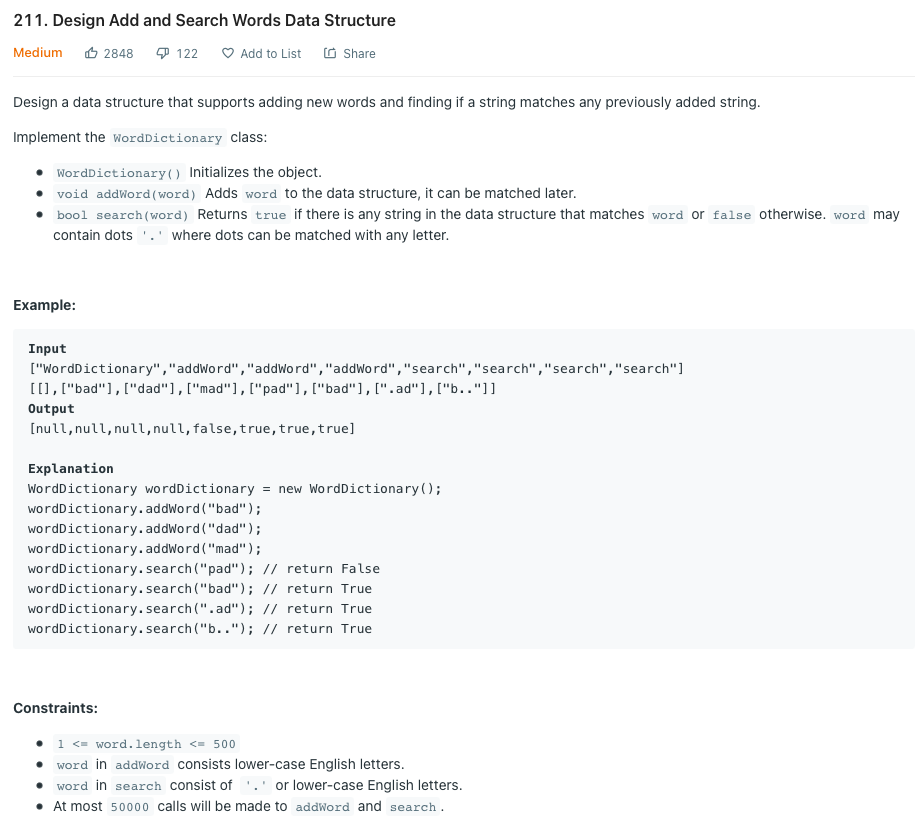 211. Design Add and Search Words Data Structure
Medium 2848 122 Add to List Share
Design a data structure that supports adding new words and finding if a string matches any previously added string.
Implement the WordDictionary class:
WordDictionary() Initializes the object.
void addWord(word) Adds word to the data structure, it can be matched later.
bool search(word) Returns true if there is any string in the data structure that matches word or false otherwise. word may
contain dots '.' where dots can be matched with any letter.
Example:
Input
["WordDictionary","addWord","addWord","addWord","search","search","search","search"]
[[],["bad"],["dad"],["mad"],["pad"],["bad"],[".ad"],["b.."]]
Output
[null,null,null,null,false,true,true,true]
Explanation
WordDictionary wordDictionary = new WordDictionary();
wordDictionary.addWord("bad");
wordDictionary.addWord("dad");
wordDictionary.addWord("mad");
wordDictionary.search("pad"); // return False
wordDictionary.search("bad"); // return True
wordDictionary.search(".ad"); // return True
wordDictionary.search("b.."); // return True
Constraints:
1 <= word.length <= 500
word in addWord consists lower-case English letters.
word in search consist of '.' or lower-case English letters.
At most 50000 calls will be made to addWord and search.